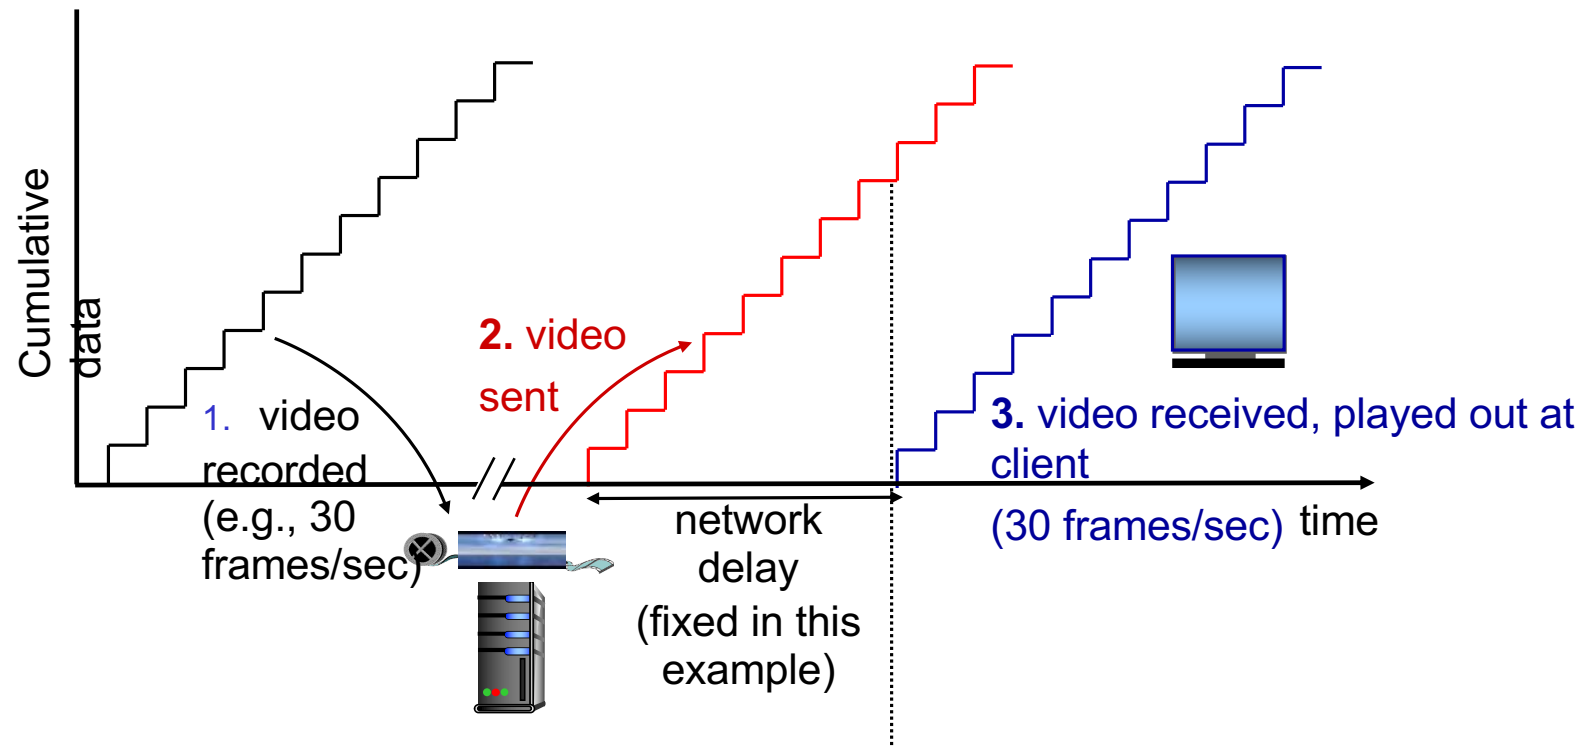 Cumulative
data
1. video
recorded
(e.g., 30
frames/sec)
2. video
sent
network
delay
(fixed in this
example)
3. video received, played out at
client
(30 frames/sec)
time